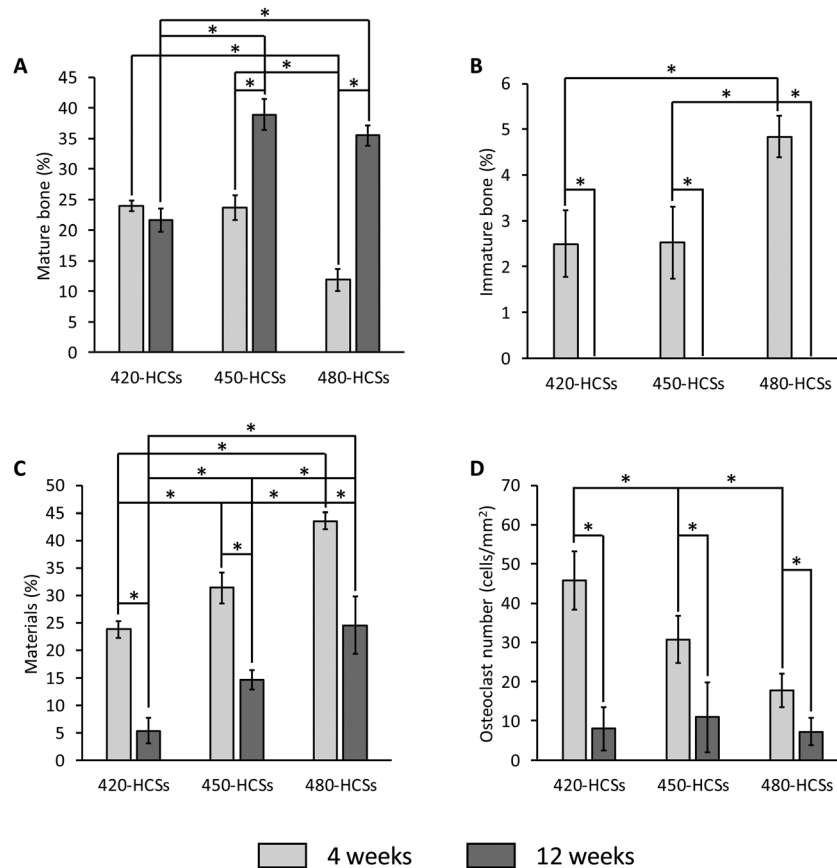 A
Mature bone (%)
45
40
35
30
25
20
15
10
5
0
420-HCSs 450-HCSs 480-HCSs
* * * * * *
B
Immature bone (%)
6
5
4
3
2
1
0
420-HCSs 450-HCSs 480-HCSs
* * * * *
C
Materials (%)
50
45
40
35
30
25
20
15
10
5
0
420-HCSs 450-HCSs 480-HCSs
* * * * * * * * *
D
Osteoclast number (cells/mm²)
70
60
50
40
30
20
10
0
420-HCSs 450-HCSs 480-HCSs
* * * * *
4 weeks 12 weeks